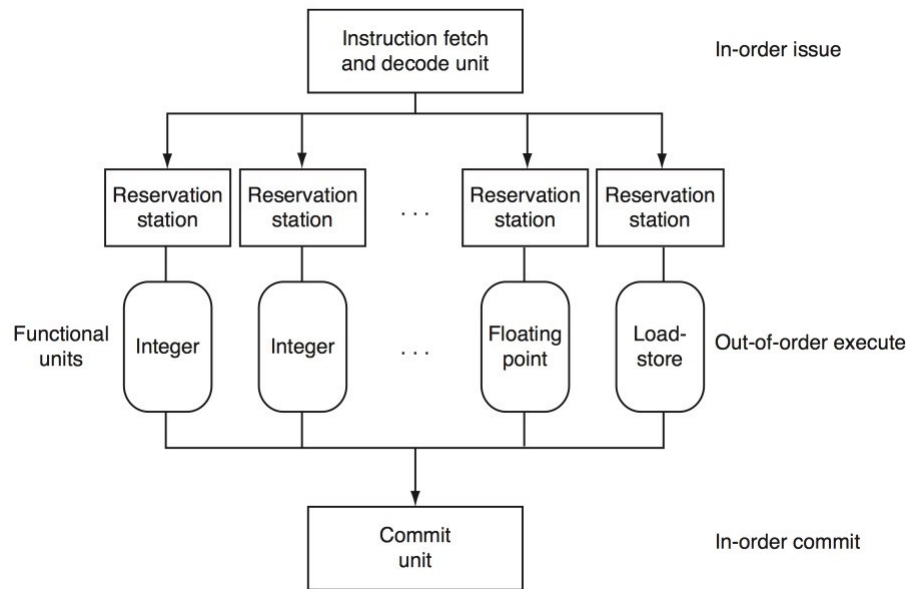 Instruction fetch
and decode unit
In-order issue
Reservation
station
Reservation
station
. . .
Reservation
station
Reservation
station
Functional
units
Integer
Integer
. . .
Floating
point
Load-
store
Out-of-order execute
Commit
unit
In-order commit